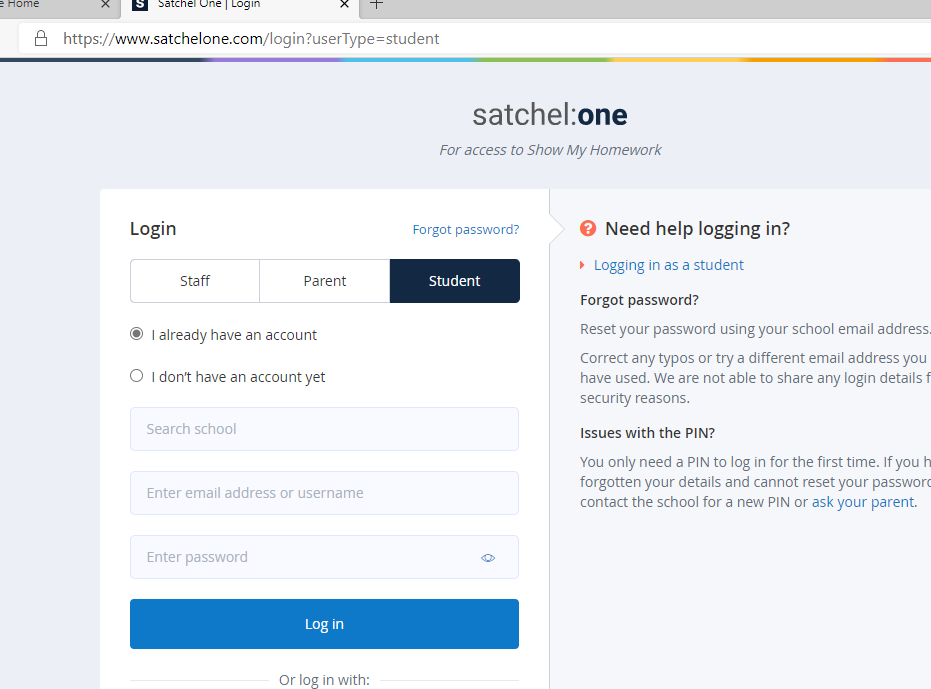 e Home
Satchel One | Login
https://www.satchelone.com/login?userType=student
satchel:one
For access to Show My Homework
Login
Forgot password?
Staff
Parent
Student
I already have an account
I don’t have an account yet
Search school
Enter email address or username
Enter password
Log in
Or log in with:
Need help logging in?
Logging in as a student
Forgot password?
Reset your password using your school email address.
Correct any typos or try a different email address you
have used. We are not able to share any login details f
security reasons.
Issues with the PIN?
You only need a PIN to log in for the first time. If you h
forgotten your details and cannot reset your password
contact the school for a new PIN or ask your parent.